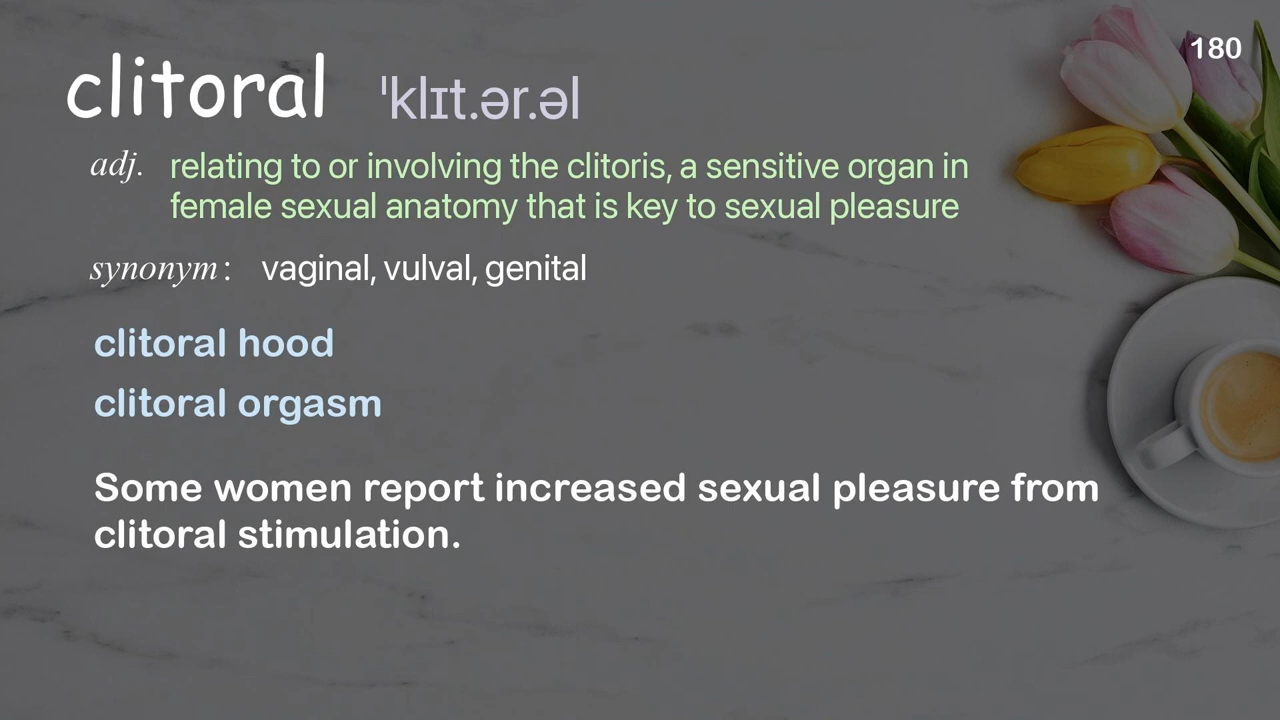 180
clitoral ˈklɪt.ər.əl
adj. relating to or involving the clitoris, a sensitive organ in
female sexual anatomy that is key to sexual pleasure
synonym : vaginal, vulval, genital
clitoral hood
clitoral orgasm
Some women report increased sexual pleasure from
clitoral stimulation.